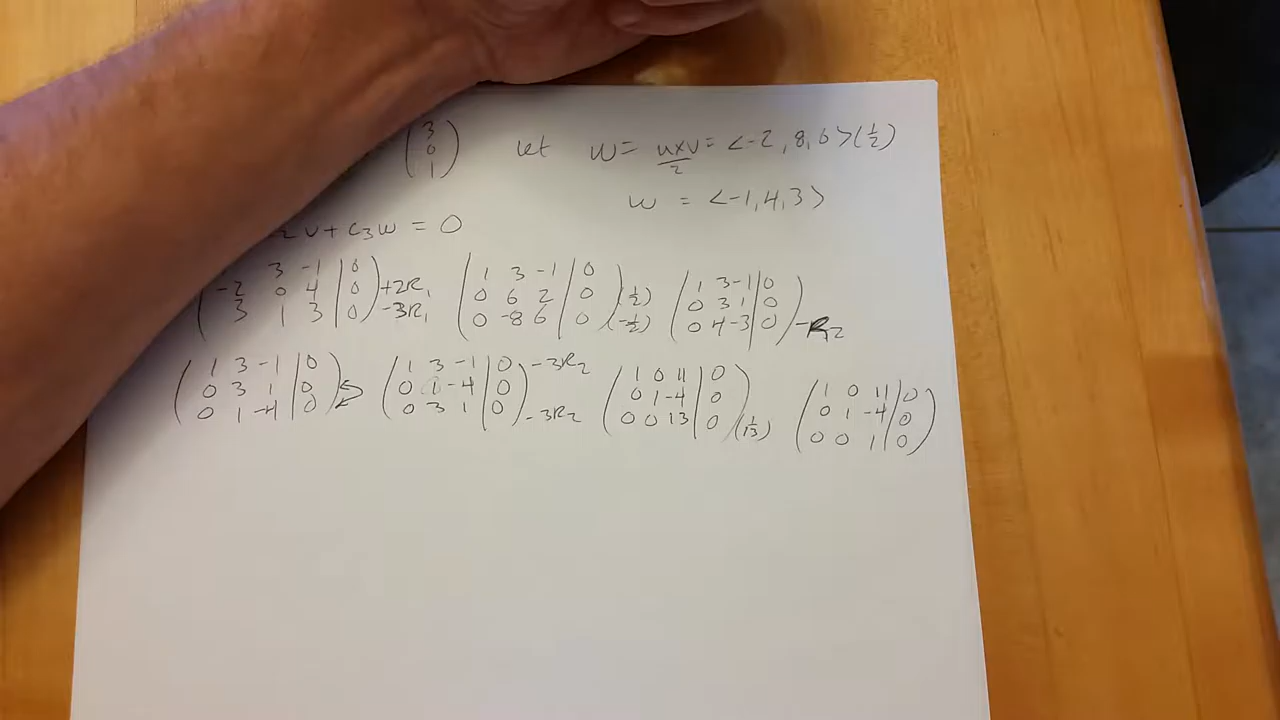 (3 0 1) let w = u×v/2 = <-2, 8, 6>(1/2)
w = <-1, 4, 3>
2v + c3w = 0
(3 -1 | 0; -2 0 4 | 0; 3 1 3 | 0) +2R1 -3R1 (1 3 -1 | 0; 0 6 2 | 0; 0 -8 6 | 0) (1/2) (-1/2) (1 3 -1 | 0; 0 3 1 | 0; 0 4 -3 | 0) -R2
(1 3 -1 | 0; 0 3 1 | 0; 0 1 -4 | 0) (1 3 -1 | 0; 0 1 -4 | 0; 0 3 1 | 0) -3R2 -3R2 (1 0 11 | 0; 0 1 -4 | 0; 0 0 13 | 0) (1/13) (1 0 11 | 0; 0 1 -4 | 0; 0 0 1 | 0)